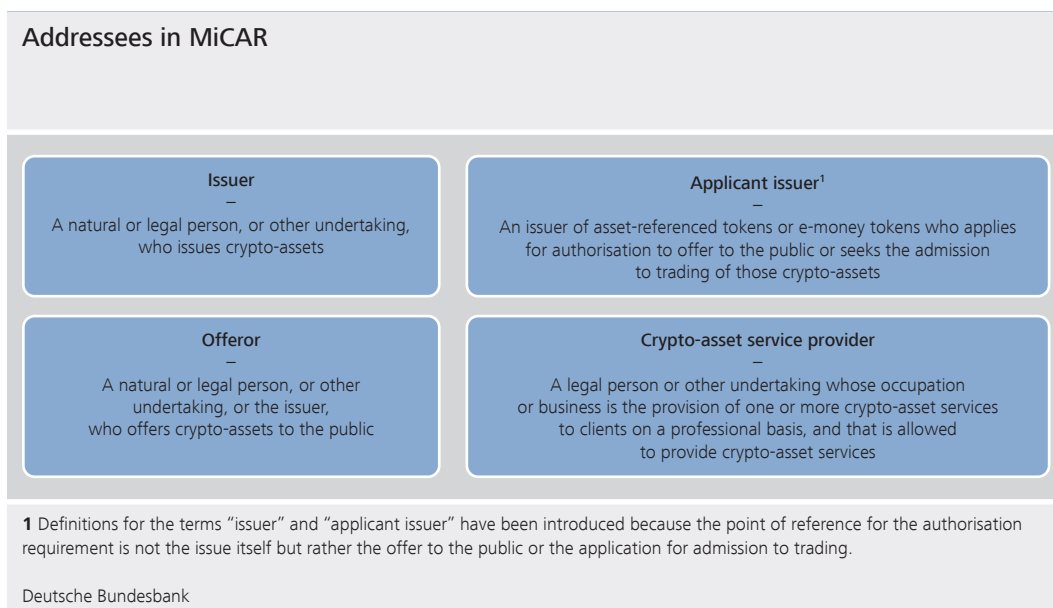 Addressees in MiCAR
Issuer
–
A natural or legal person, or other undertaking,
who issues crypto-assets
Applicant issuer¹
–
An issuer of asset-referenced tokens or e-money tokens who applies
for authorisation to offer to the public or seeks the admission
to trading of those crypto-assets
Offeror
–
A natural or legal person, or other
undertaking, or the issuer,
who offers crypto-assets to the public
Crypto-asset service provider
–
A legal person or other undertaking whose occupation
or business is the provision of one or more crypto-asset services
to clients on a professional basis, and that is allowed
to provide crypto-asset services
1 Definitions for the terms “issuer” and “applicant issuer” have been introduced because the point of reference for the authorisation
requirement is not the issue itself but rather the offer to the public or the application for admission to trading.
Deutsche Bundesbank